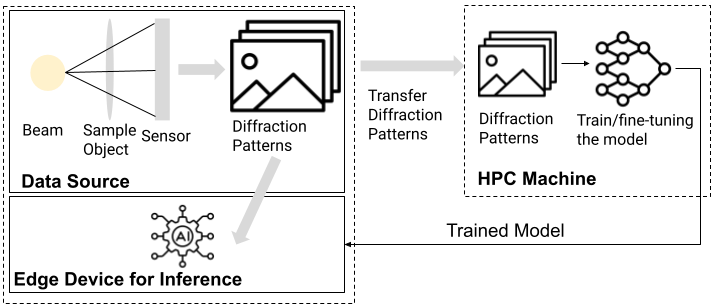 Beam
Sample
Object
Sensor
Diffraction
Patterns
Data Source
Transfer
Diffraction
Patterns
Diffraction
Patterns
Train/fine-tuning
the model
HPC Machine
AI
Edge Device for Inference
Trained Model